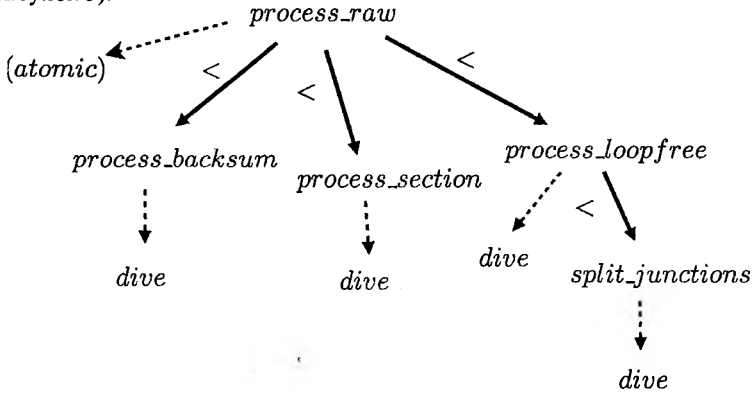 process_raw
(atomic)
<
<
<
process_backsum
process_section
process_loopfree
<
dive
dive
dive
split_junctions
dive